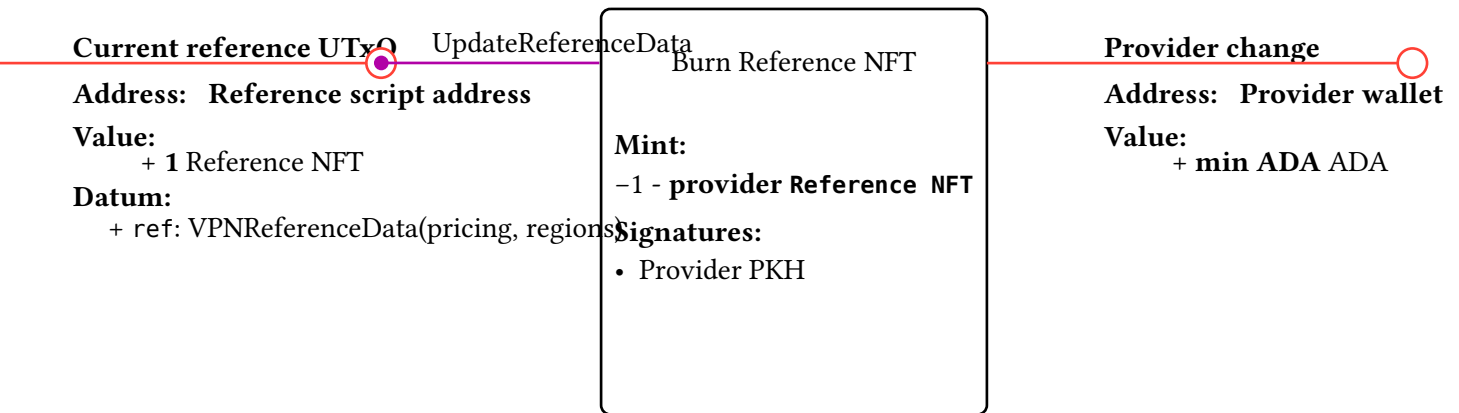 Current reference UTxO
UpdateReferenceData
Address: Reference script address
Value:
+ 1 Reference NFT
Datum:
+ ref: VPNReferenceData(pricing, regions)
Burn Reference NFT
Mint:
−1 - provider Reference NFT
Signatures:
• Provider PKH
Provider change
Address: Provider wallet
Value:
+ min ADA ADA